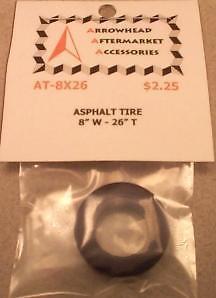 ARROWHEAD
AFTERMARKET
ACCESSORIES
AT-8X26 $2.25
ASPHALT TIRE
8" W - 26" T